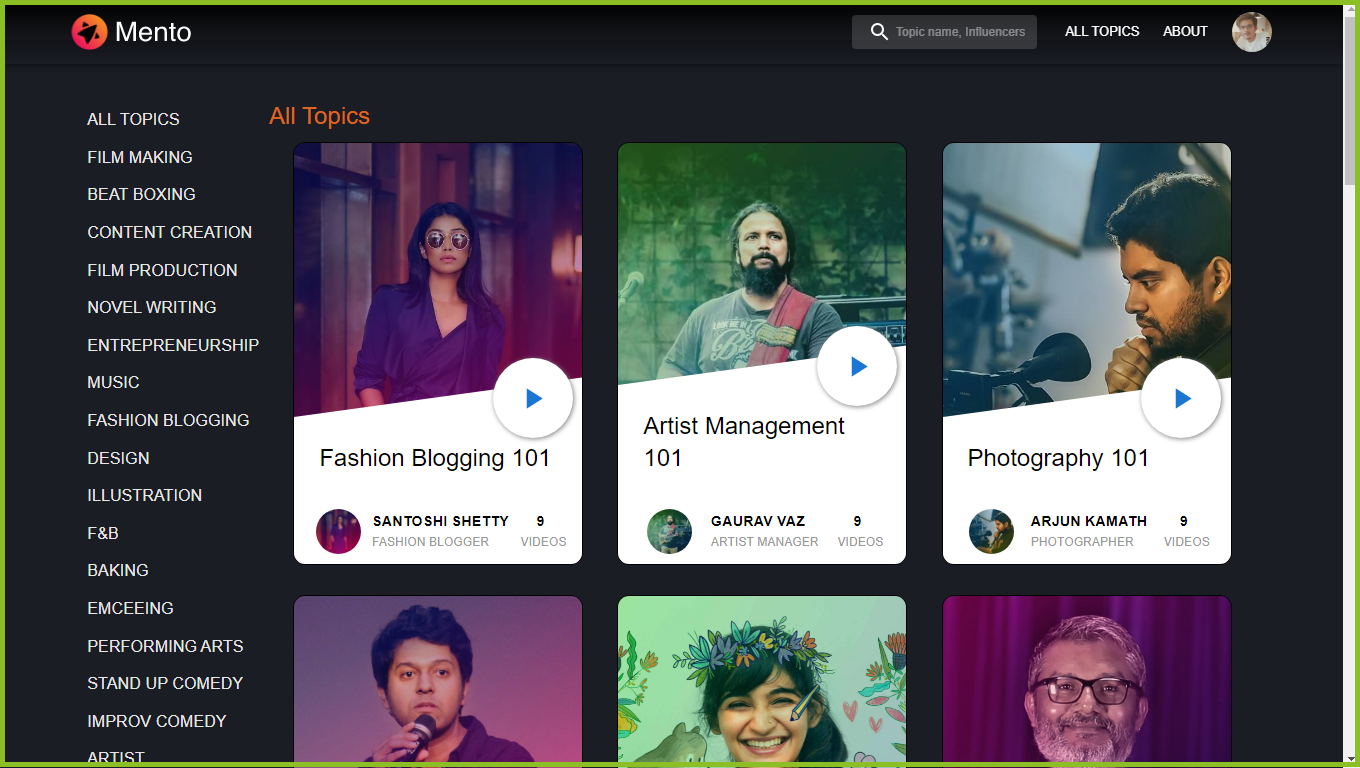 Mento
Topic name, Influencers
ALL TOPICS
ABOUT
ALL TOPICS
FILM MAKING
BEAT BOXING
CONTENT CREATION
FILM PRODUCTION
NOVEL WRITING
ENTREPRENEURSHIP
MUSIC
FASHION BLOGGING
DESIGN
ILLUSTRATION
F&B
BAKING
EMCEEING
PERFORMING ARTS
STAND UP COMEDY
IMPROV COMEDY
ARTIST
All Topics
Fashion Blogging 101
SANTOSHI SHETTY
FASHION BLOGGER
9
VIDEOS
LOOK ME IN
Artist Management
101
GAURAV VAZ
ARTIST MANAGER
9
VIDEOS
Photography 101
ARJUN KAMATH
PHOTOGRAPHER
9
VIDEOS